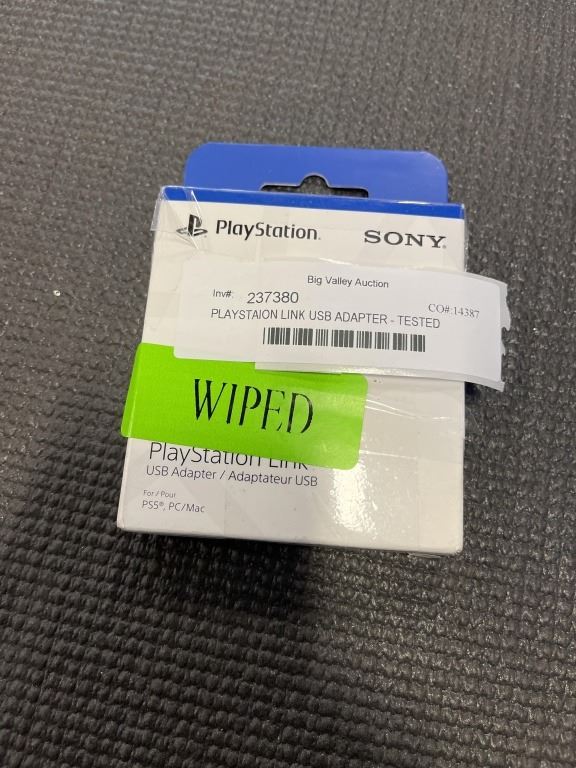 PlayStation. SONY.
Big Valley Auction
Inv#: 237380 CO#:14387
PLAYSTAION LINK USB ADAPTER - TESTED
WIPED
PlayStation Link
USB Adapter / Adaptateur USB
For / Pour
PS5®, PC/Mac